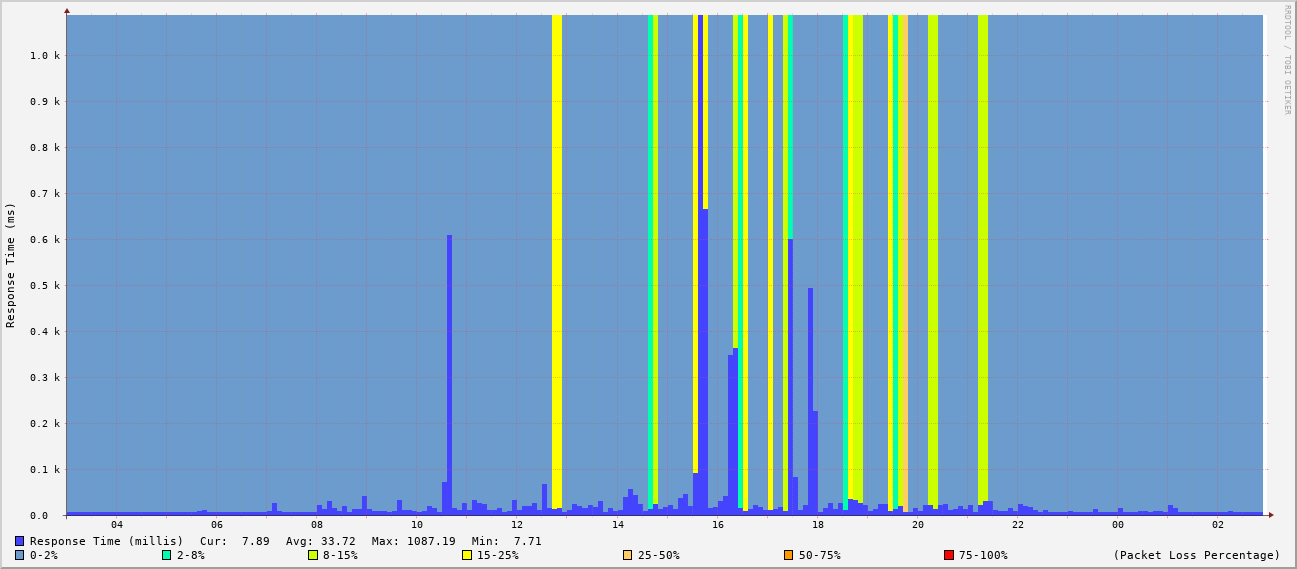 RRDTOOL / TOBI OETIKER
Response Time (ms)
1.0 k
0.9 k
0.8 k
0.7 k
0.6 k
0.5 k
0.4 k
0.3 k
0.2 k
0.1 k
0.0
04 06 08 10 12 14 16 18 20 22 00 02
Response Time (millis) Cur: 7.89 Avg: 33.72 Max: 1087.19 Min: 7.71
0-2% 2-8% 8-15% 15-25% 25-50% 50-75% 75-100% (Packet Loss Percentage)